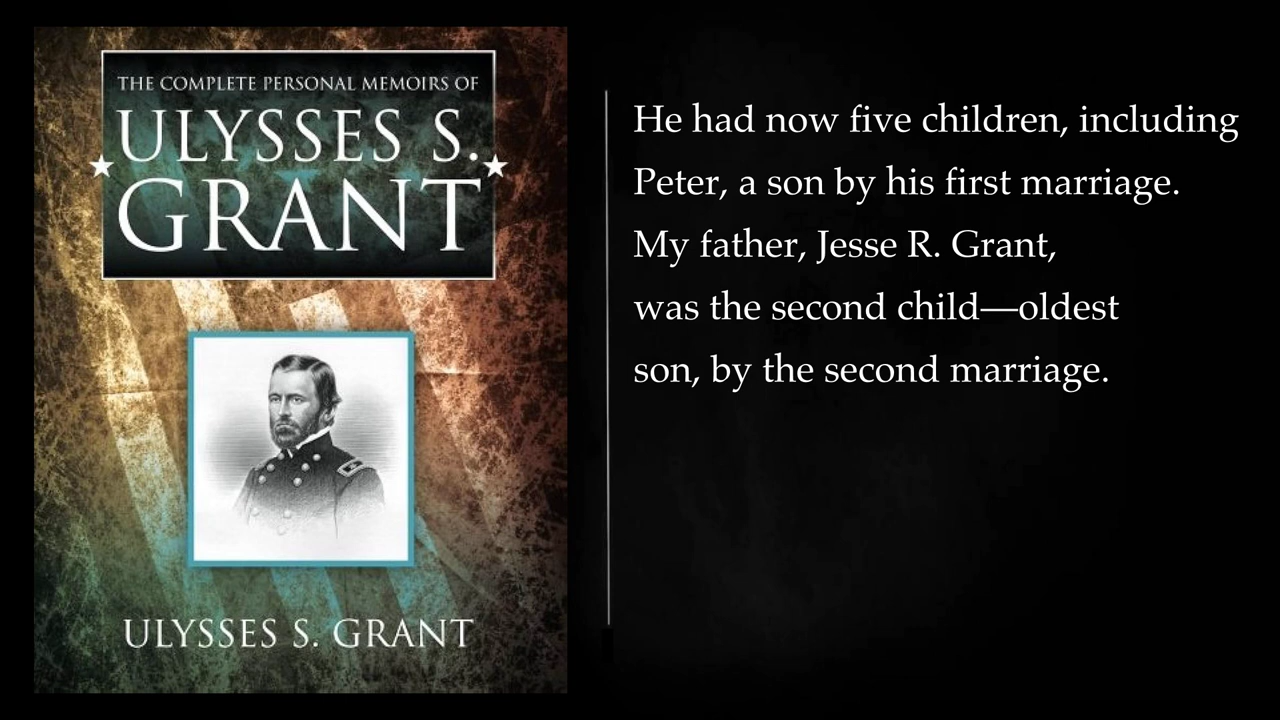 THE COMPLETE PERSONAL MEMOIRS OF
ULYSSES S.
GRANT
ULYSSES S. GRANT
He had now five children, including
Peter, a son by his first marriage.
My father, Jesse R. Grant,
was the second child—oldest
son, by the second marriage.